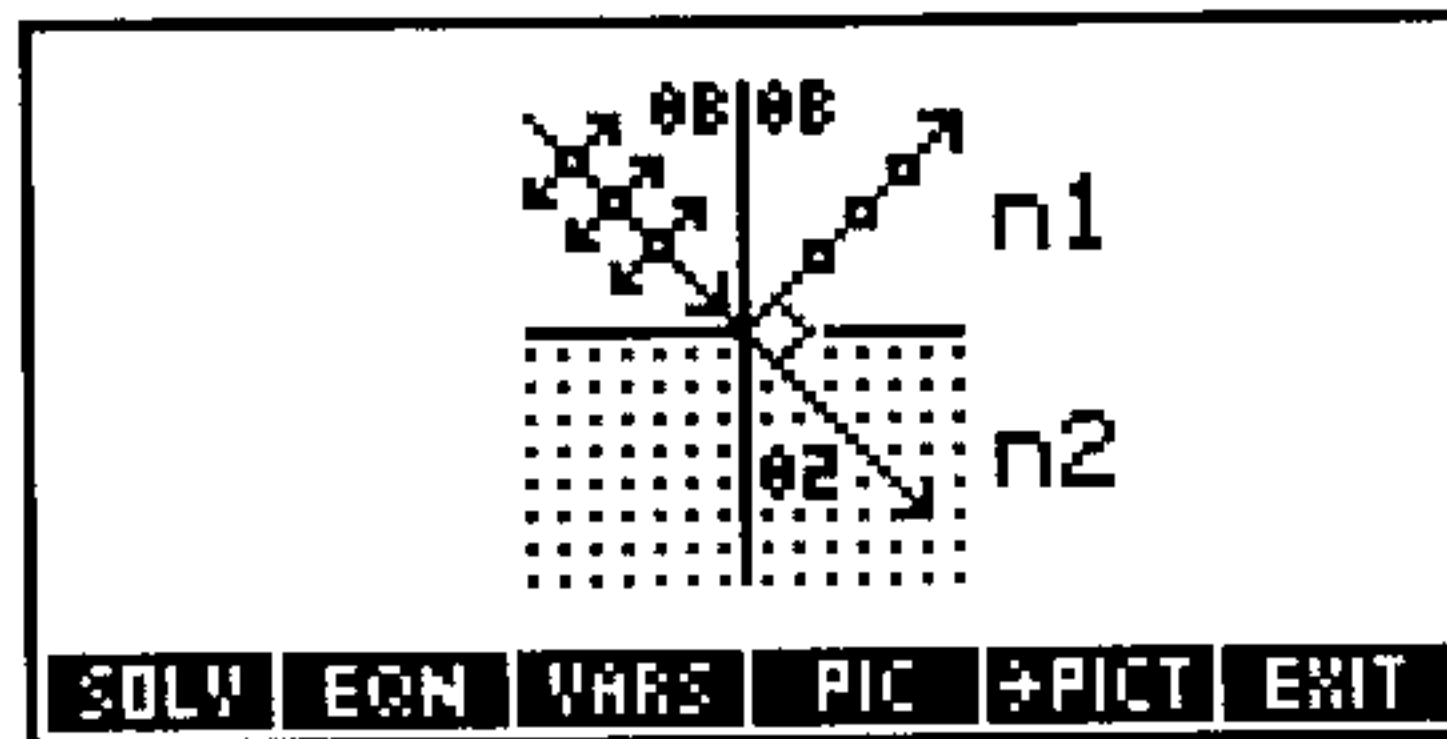 θB θB
n1
n2
θ2
SOLV EQN VARS PIC →PICT EXIT